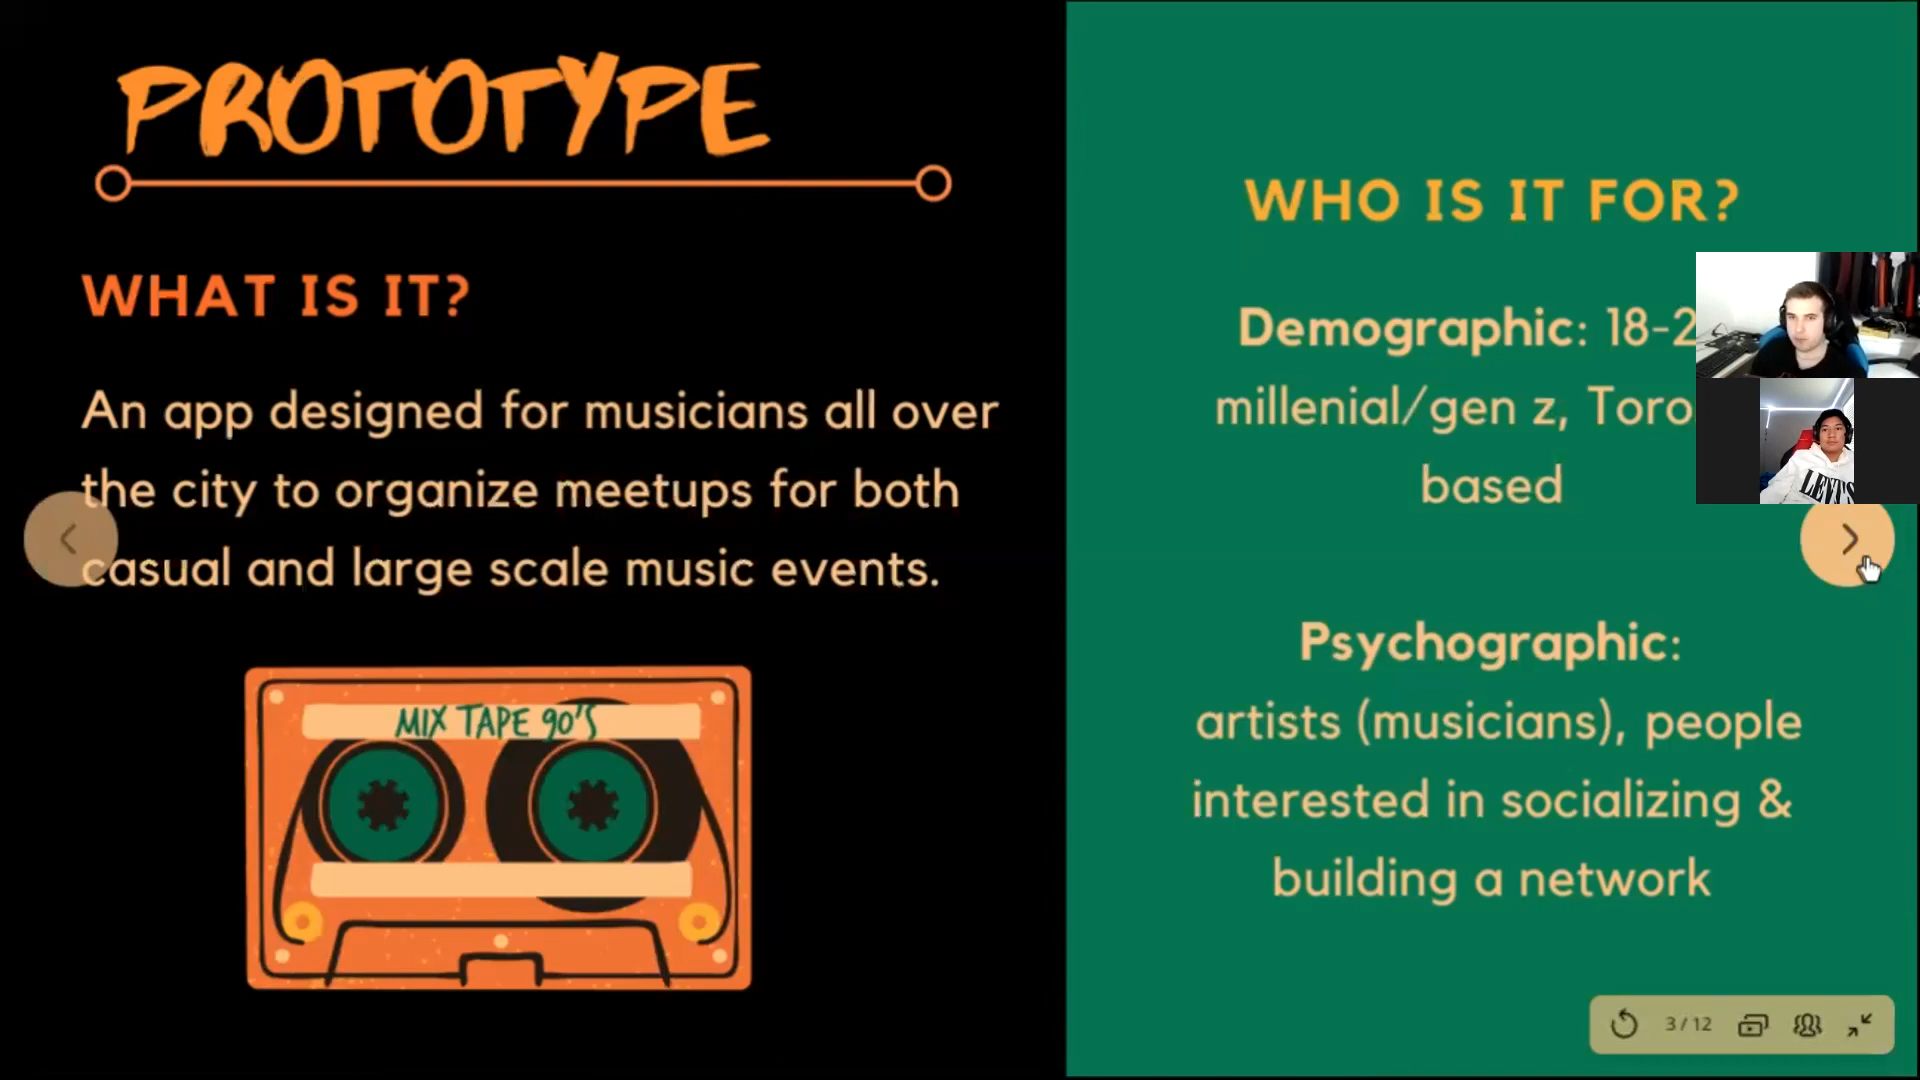 PROTOTYPE
WHAT IS IT?
An app designed for musicians all over
the city to organize meetups for both
casual and large scale music events.
MIX TAPE 90'S
WHO IS IT FOR?
Demographic: 18-2
millenial/gen z, Toro
based
Psychographic:
artists (musicians), people
interested in socializing &
building a network
LEVI'S
3 / 12